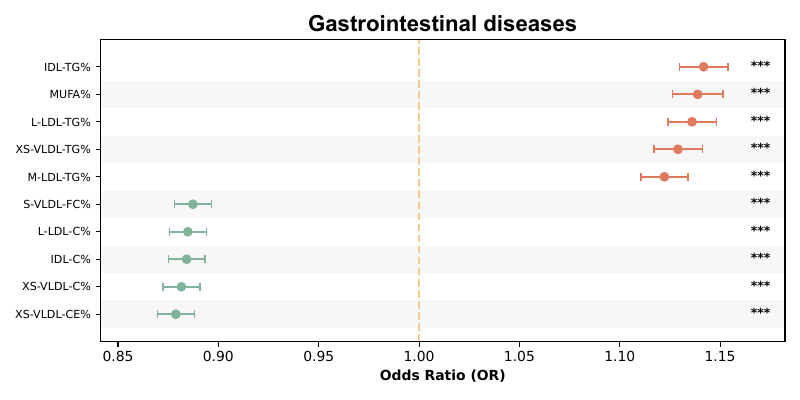 Gastrointestinal diseases
IDL-TG% ***
MUFA% ***
L-LDL-TG% ***
XS-VLDL-TG% ***
M-LDL-TG% ***
S-VLDL-FC% ***
L-LDL-C% ***
IDL-C% ***
XS-VLDL-C% ***
XS-VLDL-CE% ***
0.85 0.90 0.95 1.00 1.05 1.10 1.15
Odds Ratio (OR)